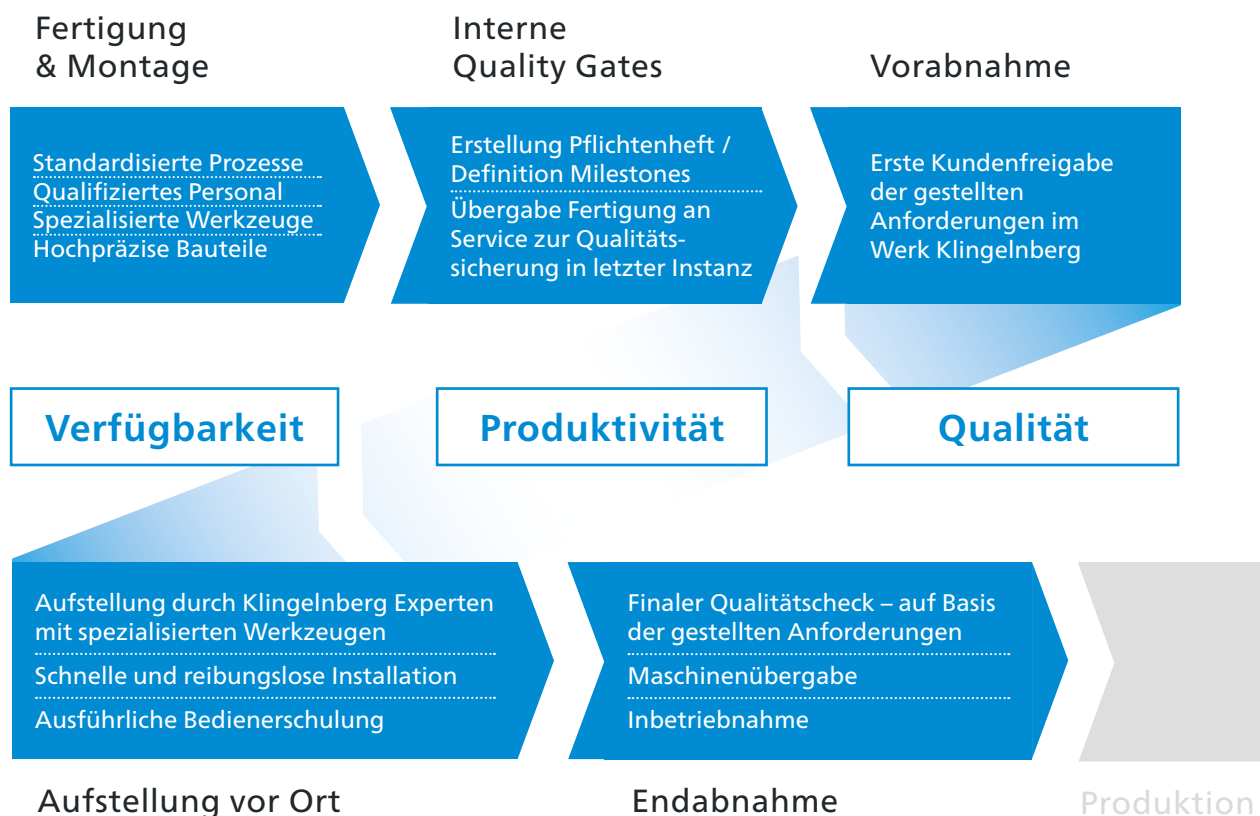 Fertigung
& Montage
Interne
Quality Gates
Vorabnahme
Standardisierte Prozesse
Qualifiziertes Personal
Spezialisierte Werkzeuge
Hochpräzise Bauteile
Erstellung Pflichtenheft /
Definition Milestones
Übergabe Fertigung an
Service zur Qualitäts-
sicherung in letzter Instanz
Erste Kundenfreigabe
der gestellten
Anforderungen im
Werk Klingelnberg
Verfügbarkeit
Produktivität
Qualität
Aufstellung durch Klingelnberg Experten
mit spezialisierten Werkzeugen
Schnelle und reibungslose Installation
Ausführliche Bedienerschulung
Finaler Qualitätscheck – auf Basis
der gestellten Anforderungen
Maschinenübergabe
Inbetriebnahme
Aufstellung vor Ort
Endabnahme
Produktion